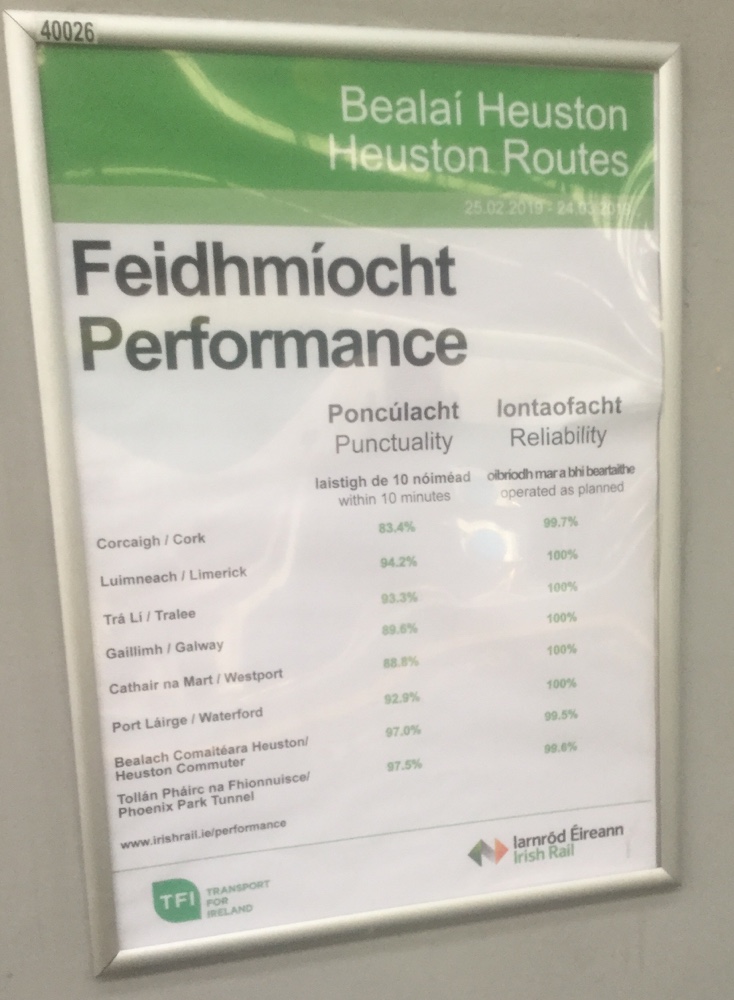 40026
Bealaí Heuston
Heuston Routes
25.02.2019 - 24.03.2019
Feidhmíocht
Performance
Poncúlacht Iontaofacht
Punctuality Reliability
laistigh de 10 nóiméad oibriodh mar a bhí beartaithe
within 10 minutes operated as planned
Corcaigh / Cork 83.4% 99.7%
Luimneach / Limerick 94.2% 100%
Trá Lí / Tralee 93.3% 100%
Gaillimh / Galway 89.6% 100%
Cathair na Mart / Westport 100%
Port Láirge / Waterford 92.9% 100%
Bealach Comaitéara Heuston/
Heuston Commuter 97.0% 99.5%
Tollán Pháirc na Fhionnuisce/
Phoenix Park Tunnel 97.5% 99.6%
www.irishrail.ie/performance
Iarnród Éireann
Irish Rail
TFI TRANSPORT
FOR
IRELAND